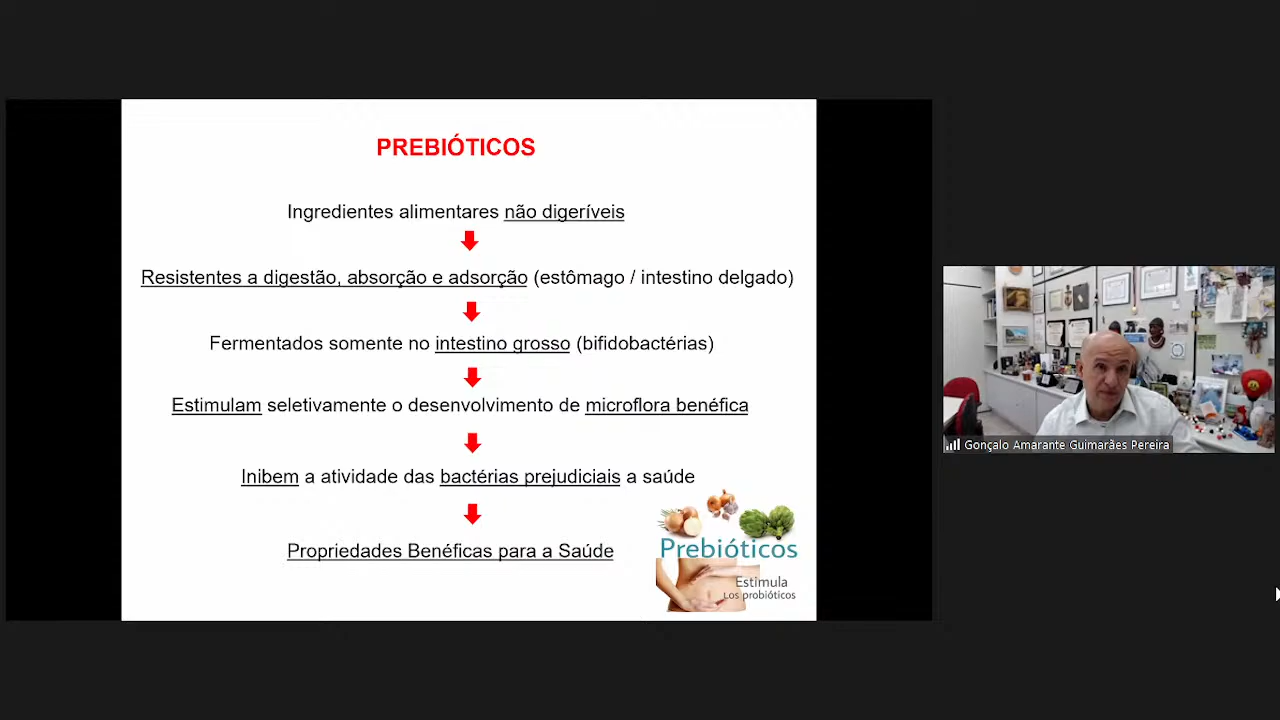 PREBIÓTICOS
Ingredientes alimentares não digeríveis
Resistentes a digestão, absorção e adsorção (estômago / intestino delgado)
Fermentados somente no intestino grosso (bifidobactérias)
Estimulam seletivamente o desenvolvimento de microflora benéfica
Inibem a atividade das bactérias prejudiciais a saúde
Propriedades Benéficas para a Saúde
Prebióticos
Estimula
Los probióticos
Gonçalo Amarante Guimarães Pereira